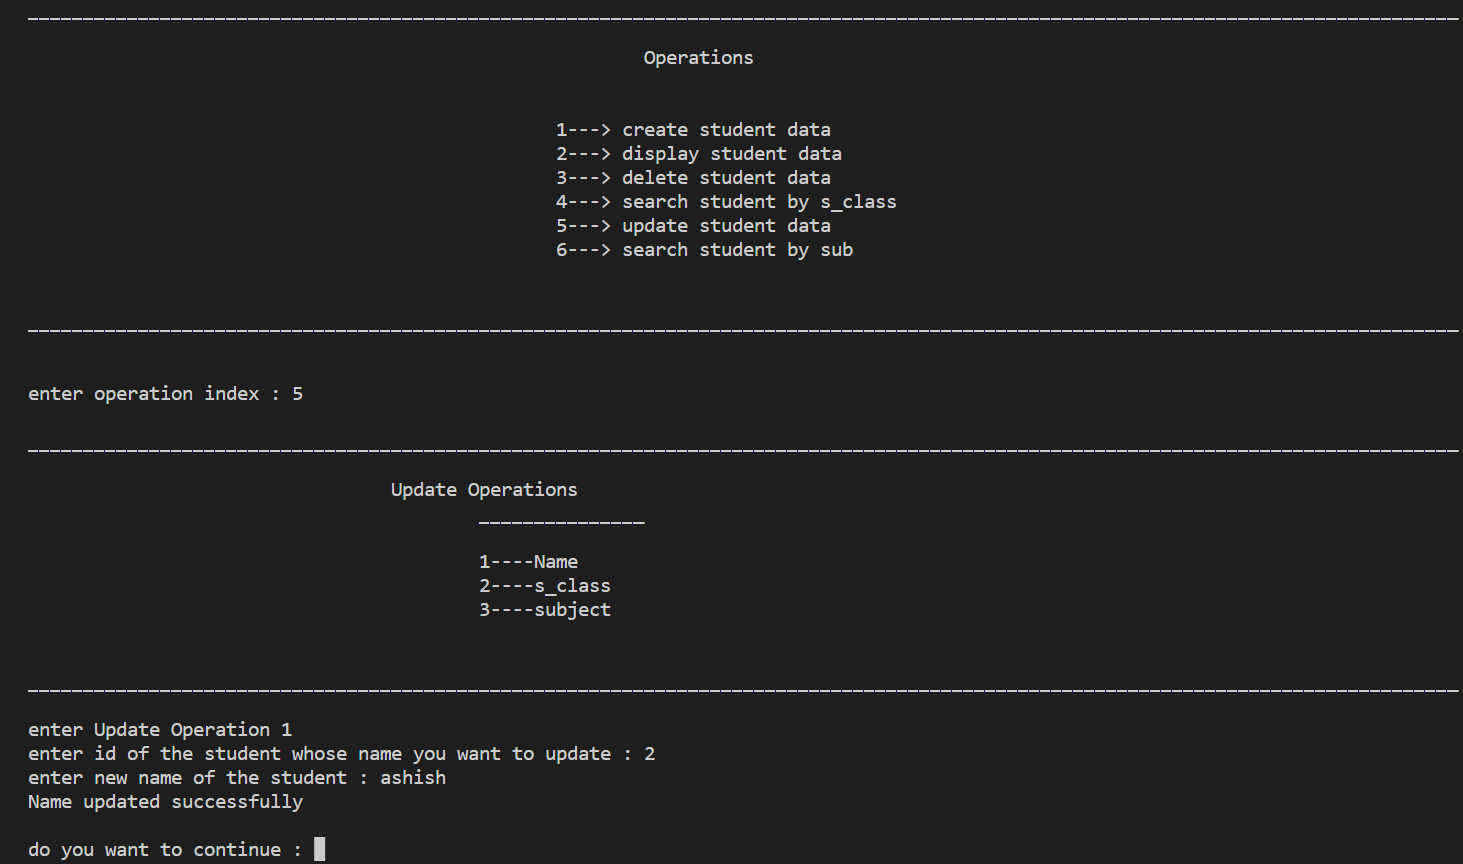 Operations
1---> create student data
2---> display student data
3---> delete student data
4---> search student by s_class
5---> update student data
6---> search student by sub
enter operation index : 5
Update Operations
_______________
1----Name
2----s_class
3----subject
enter Update Operation 1
enter id of the student whose name you want to update : 2
enter new name of the student : ashish
Name updated successfully
do you want to continue :